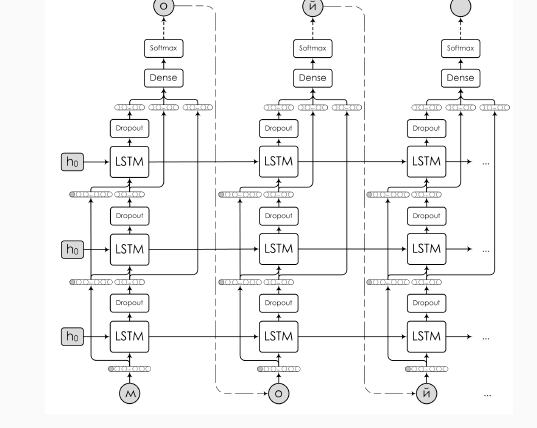 о й
Softmax Softmax Softmax
Dense Dense Dense
Dropout Dropout Dropout
h0 LSTM LSTM LSTM ...
Dropout Dropout Dropout
h0 LSTM LSTM LSTM ...
Dropout Dropout Dropout
h0 LSTM LSTM LSTM ...
м о й ...